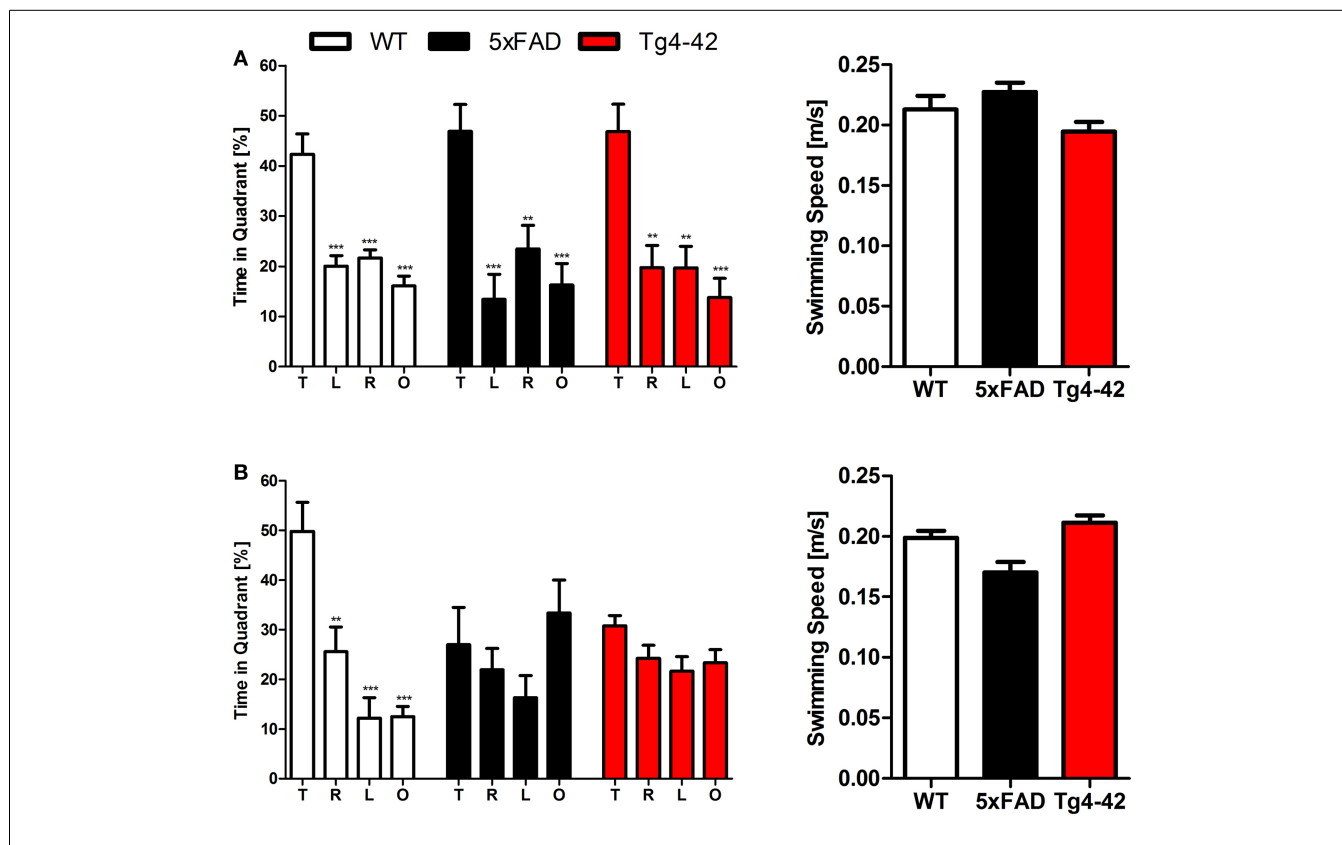 WT 5xFAD Tg4-42
A
Time in Quadrant [%]
60
50
40
30
20
10
0
*** *** ***
*** ** ***
** ** ***
T L R O T L R O T R L O
Swimming Speed [m/s]
0.25
0.20
0.15
0.10
0.05
0.00
WT 5xFAD Tg4-42
B
Time in Quadrant [%]
60
50
40
30
20
10
0
** *** ***
T R L O T R L O T R L O
Swimming Speed [m/s]
0.25
0.20
0.15
0.10
0.05
0.00
WT 5xFAD Tg4-42